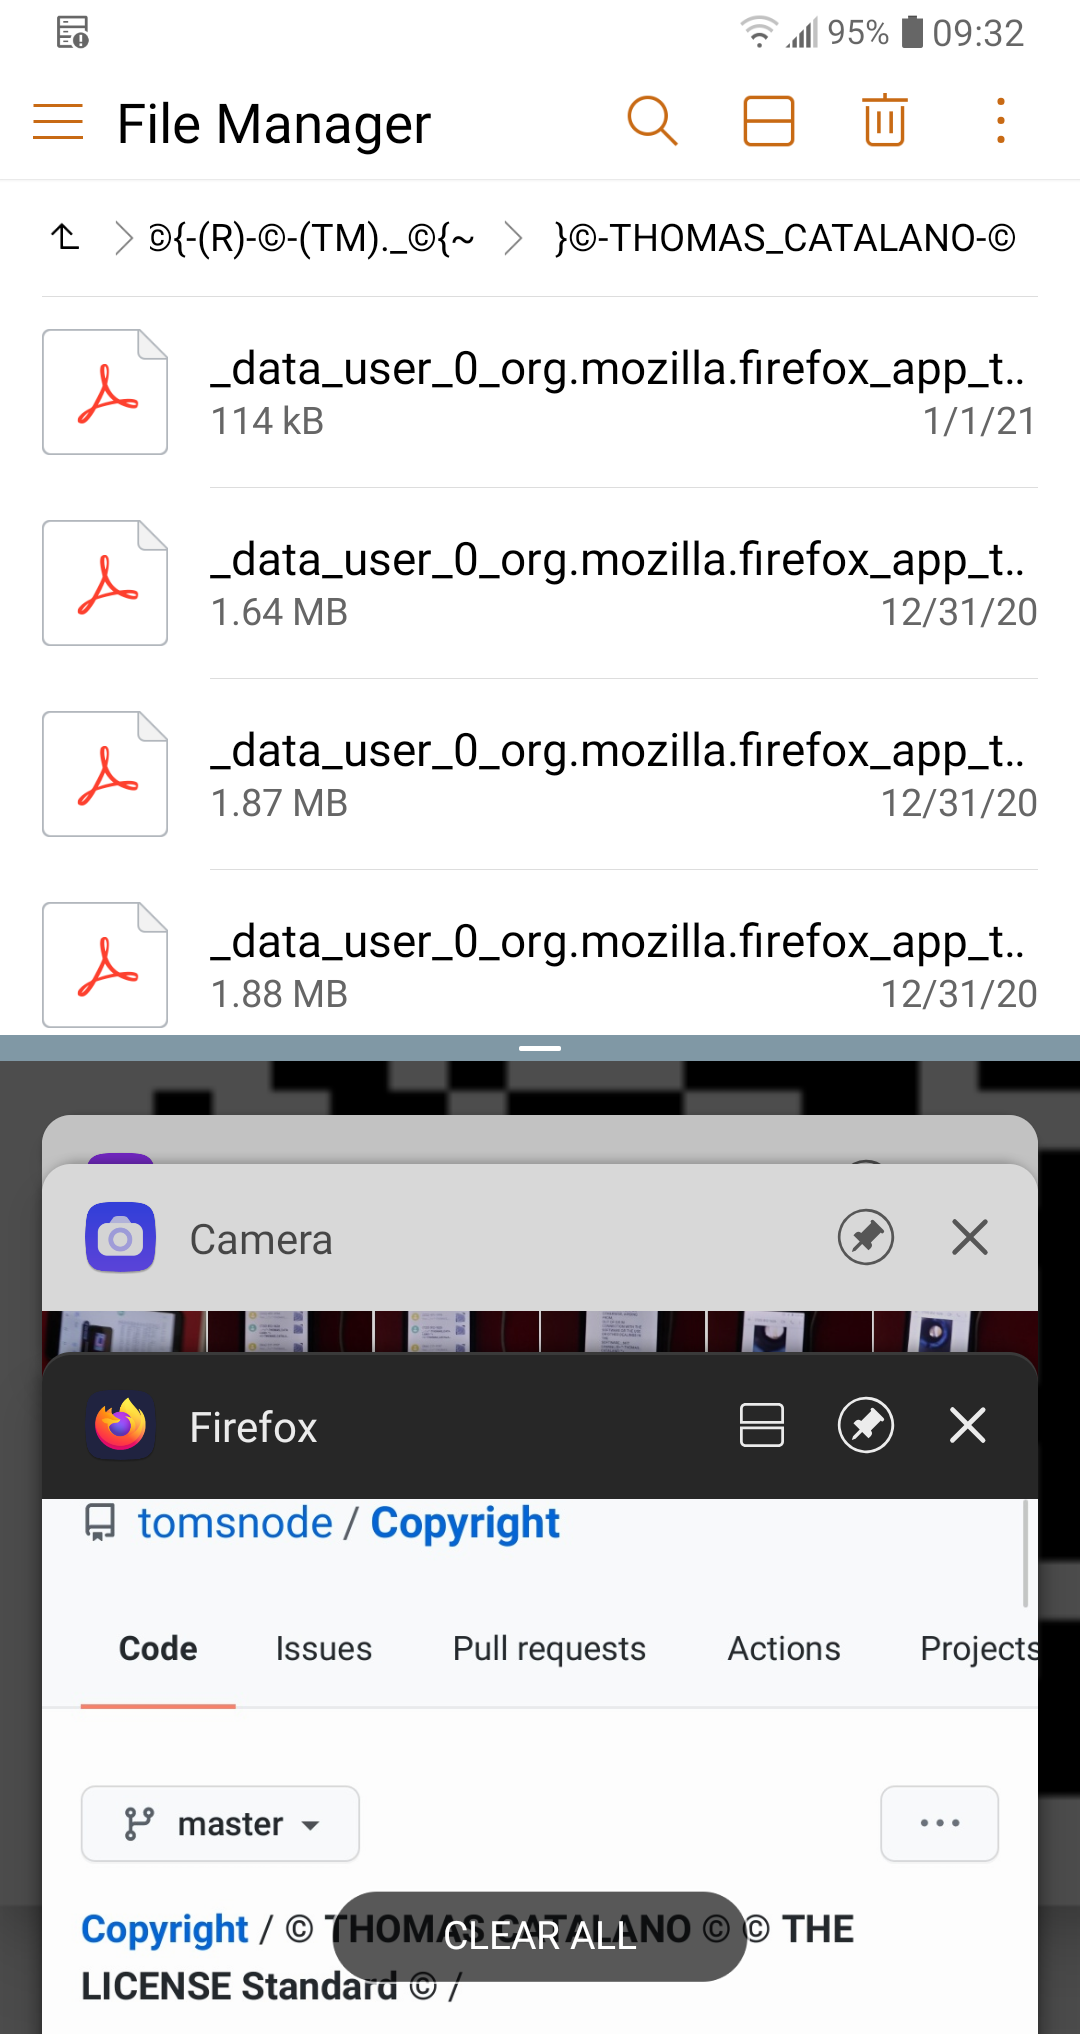 95% 09:32
File Manager
©{-(R)-©-(TM)._©{~ }©-THOMAS_CATALANO-©
_data_user_0_org.mozilla.firefox_app_t..
114 kB 1/1/21
_data_user_0_org.mozilla.firefox_app_t..
1.64 MB 12/31/20
_data_user_0_org.mozilla.firefox_app_t..
1.87 MB 12/31/20
_data_user_0_org.mozilla.firefox_app_t..
1.88 MB 12/31/20
Camera
Firefox
tomsnode / Copyright
Code Issues Pull requests Actions Projects
master
Copyright / © THOMAS CATALANO © © THE
CLEAR ALL
LICENSE Standard © /